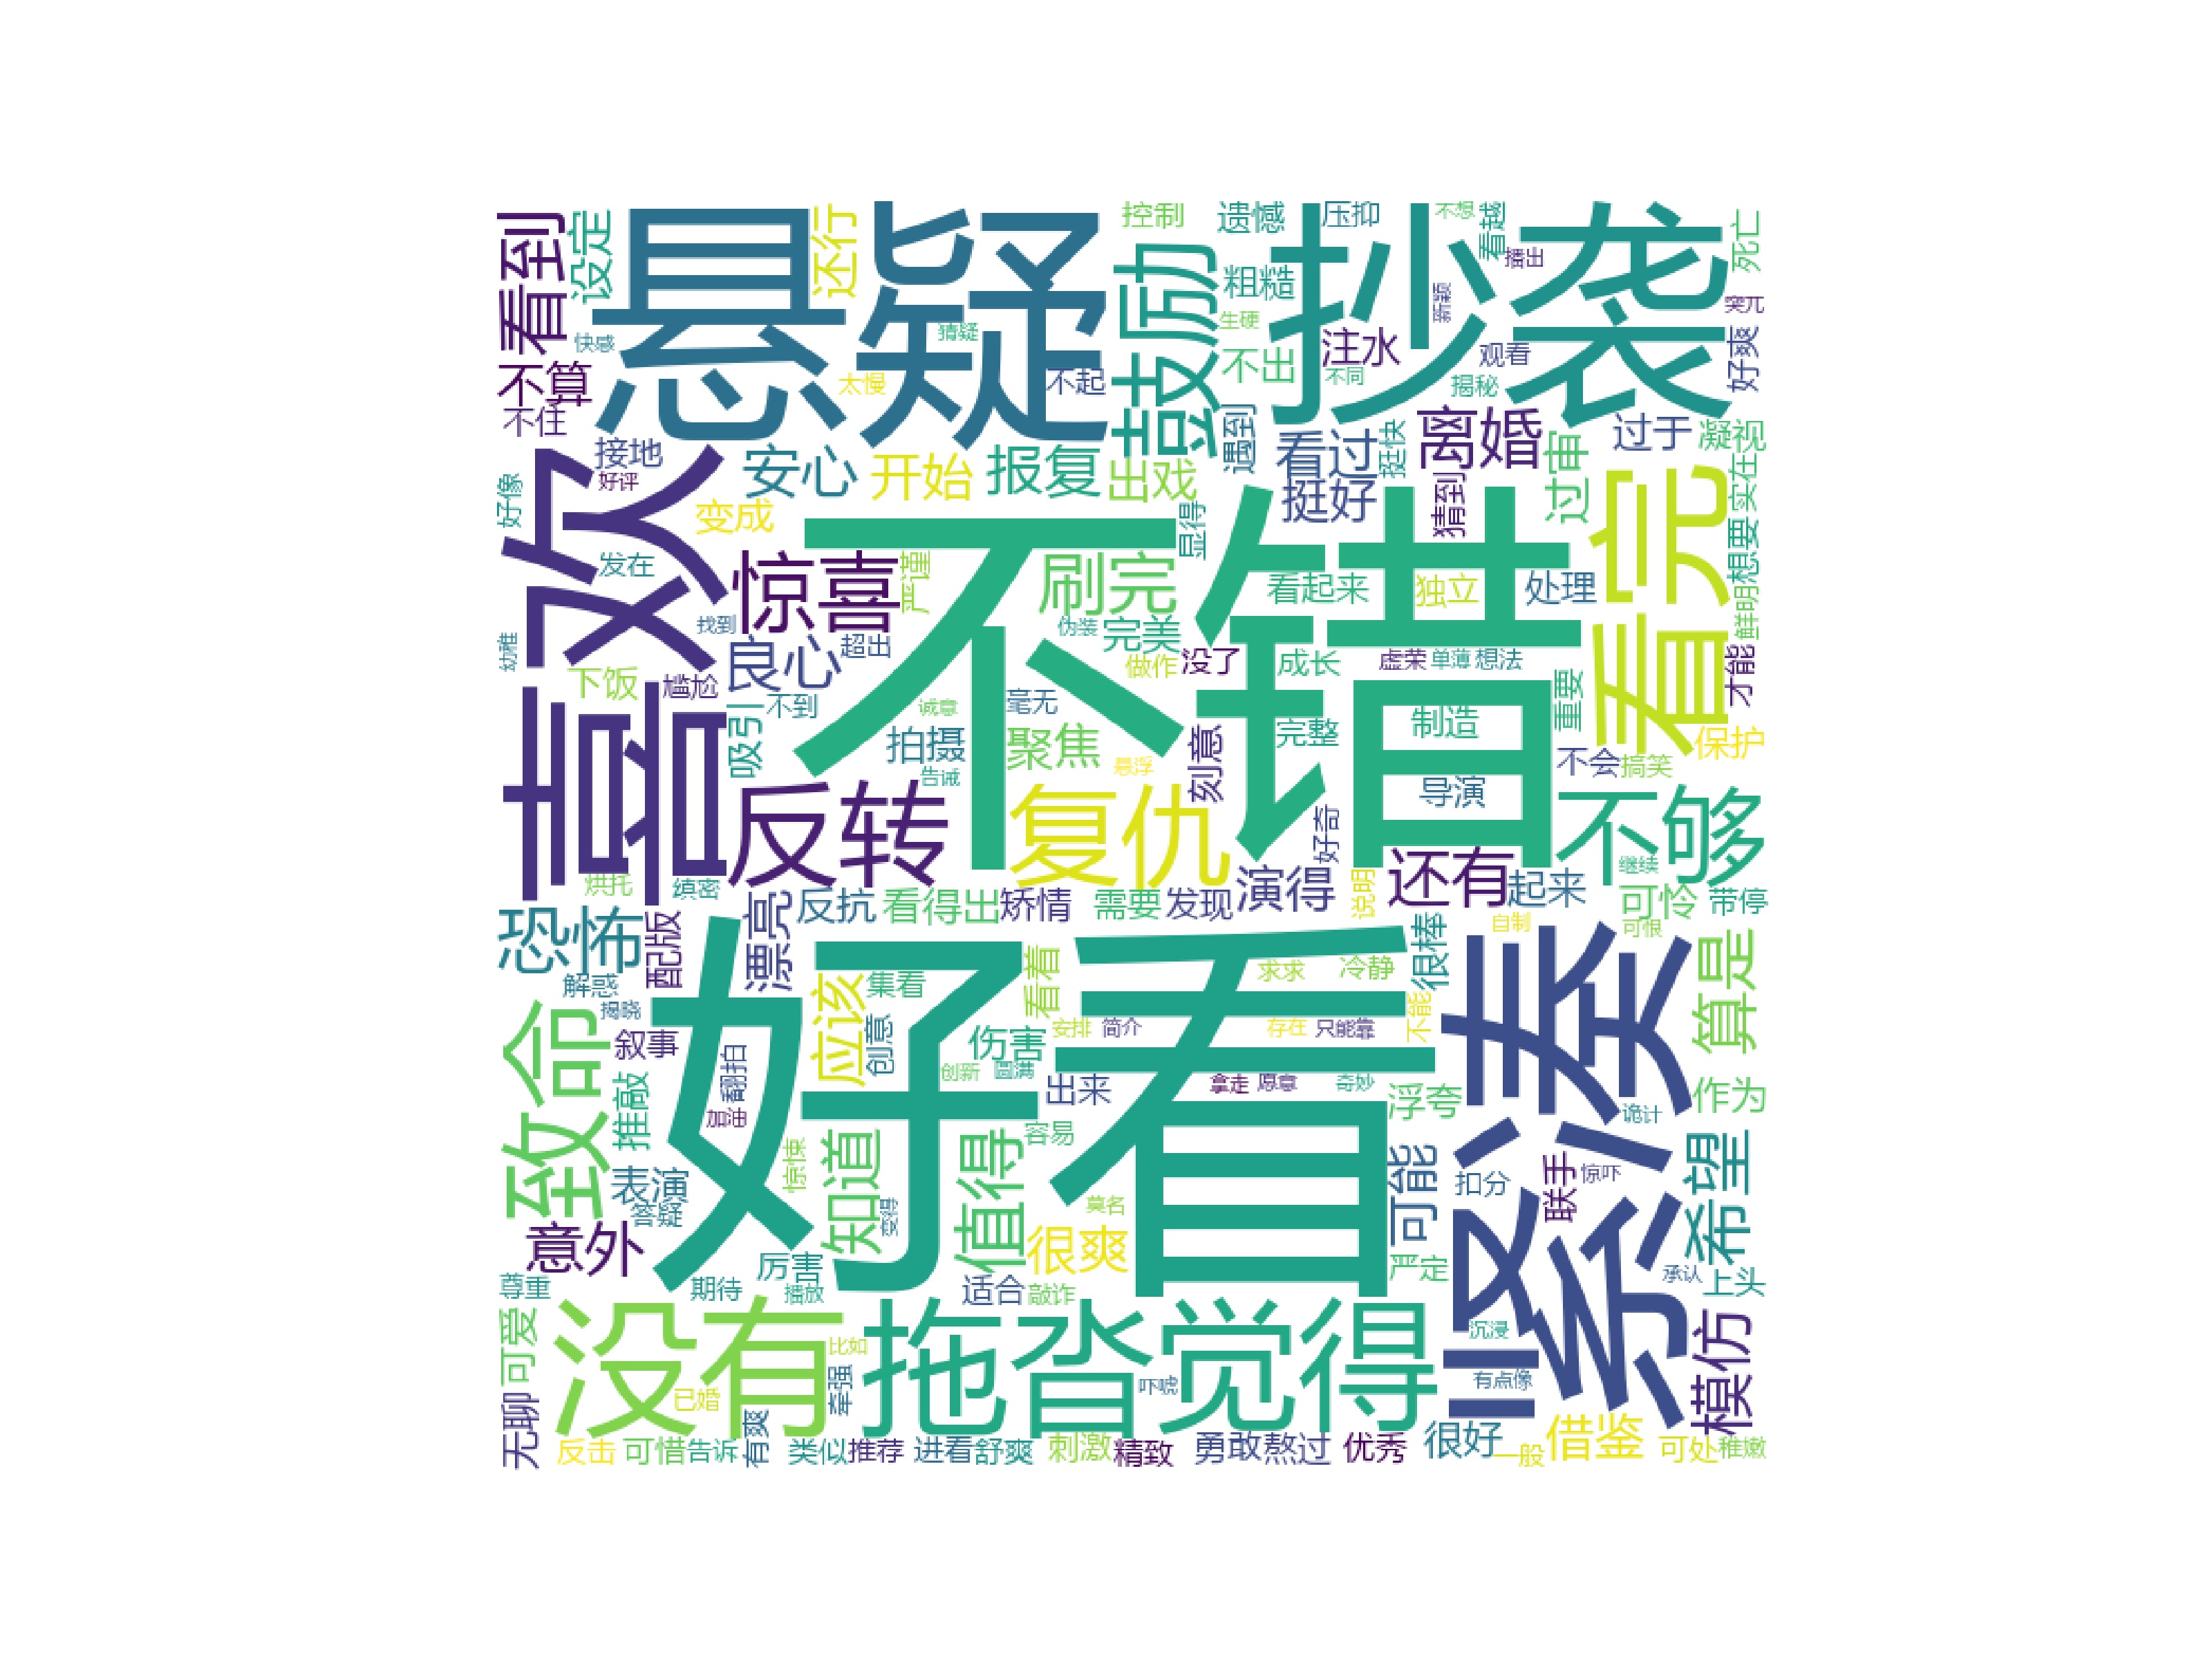 看到
设定
悬疑
还行
控制
遗憾
压抑
不想
看越
播出
抄袭
死亡
鼓励
粗糙
新颖
突兀
生硬
快感
猜疑
注水
观看
好爽
不算
太慢
不起
不出
不同
揭秘
不住
接地
安心
开始
报复
出戏
遇到
看过
挺快
离婚
过审
过于
凝视
好像
好评
变成
挺好
猜到
看完
实在
喜欢
不错
显得
想要
发在
惊喜
严谨
刷完
看起来
独立
处理
鲜明
幼稚
找到
良心
超出
伪装
完美
做作
没了
成长
虚荣
单薄
想法
才能
下饭
尴尬
吸引
不到
诚意
毫无
完整
制造
重要
拍摄
聚焦
刻意
不会
搞笑
保护
告诫
悬浮
导演
反转
复仇
好奇
不够
还有
继续
烘托
缜密
反抗
看得出
矫情
需要
发现
演得
说明
起来
可怜
带停
恐怖
配版
漂亮
自制
可恨
很棒
解惑
应该
集看
看着
求求
冷静
紧凑
算是
揭晓
致命
叙事
翻拍
好看
创意
伤害
安排
简介
存在
只能靠
不能
推敲
加油
创新
圆满
出来
拿走
愿意
奇妙
浮夸
作为
诡计
惊悚
知道
值得
容易
表演
答疑
变得
莫名
可能
扣分
联手
惊吓
希望
意外
厉害
很爽
严定
承认
上头
尊重
期待
播放
适合
敲诈
可爱
没有
拖沓
觉得
沉浸
模仿
比如
无聊
已婚
牵强
吓唬
有点像
反击
可惜
告诉
有爽
类似
推荐
进看
舒爽
刺激
精致
勇敢
熬过
优秀
很好
一般
借鉴
可处
稚嫩